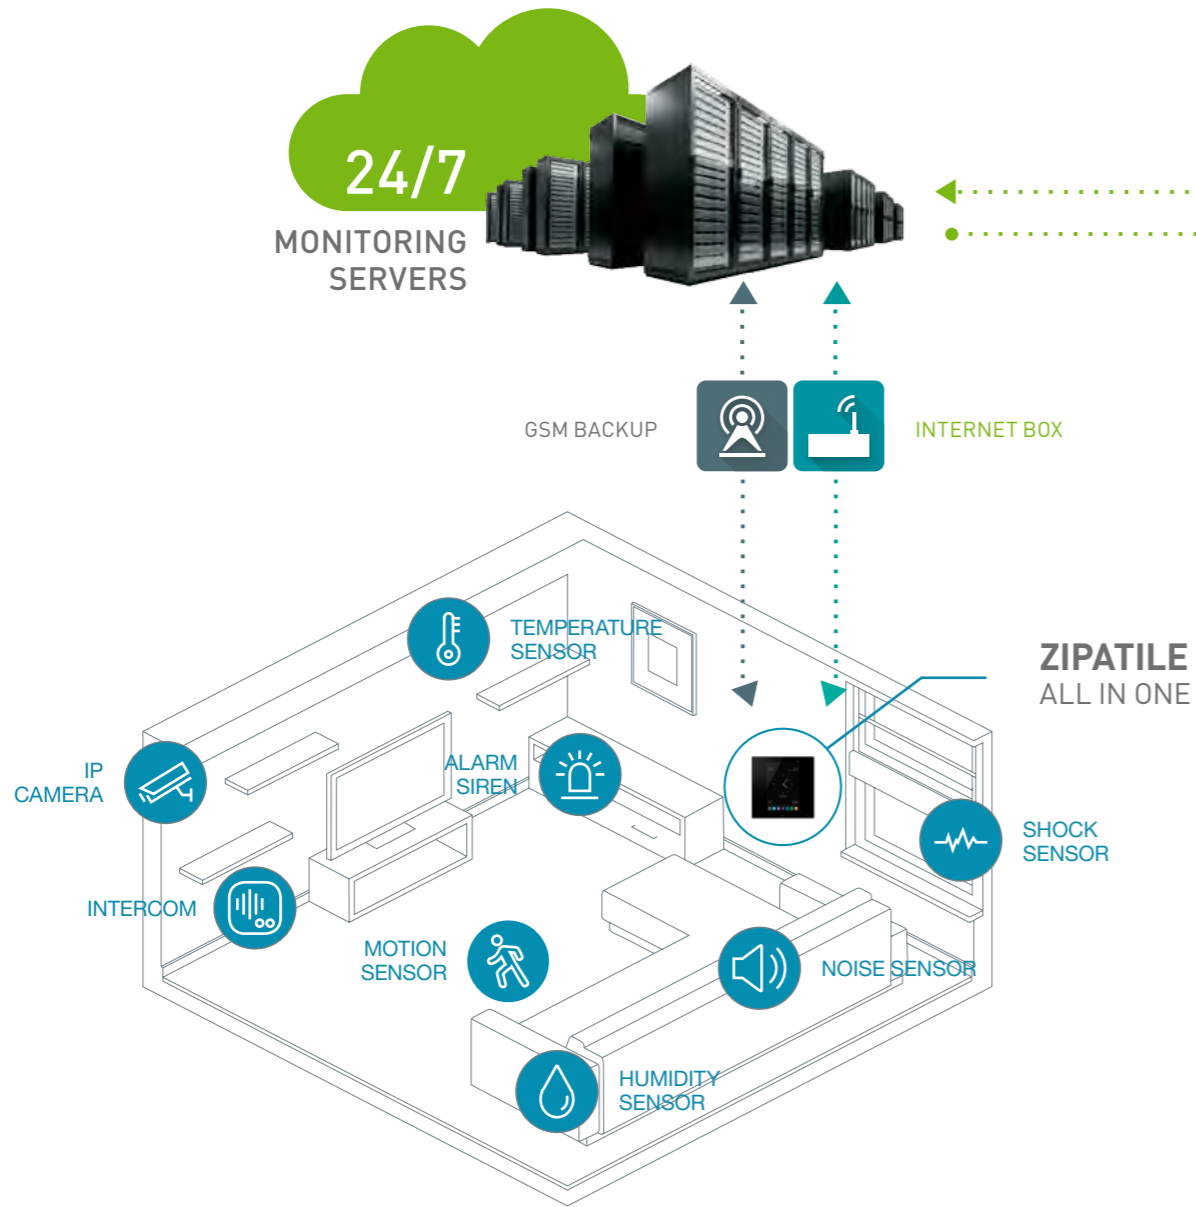 24/7
MONITORING
SERVERS
GSM BACKUP
INTERNET BOX
TEMPERATURE
SENSOR
ZIPATILE
ALL IN ONE
IP
CAMERA
ALARM
SIREN
SHOCK
SENSOR
INTERCOM
MOTION
SENSOR
NOISE SENSOR
HUMIDITY
SENSOR